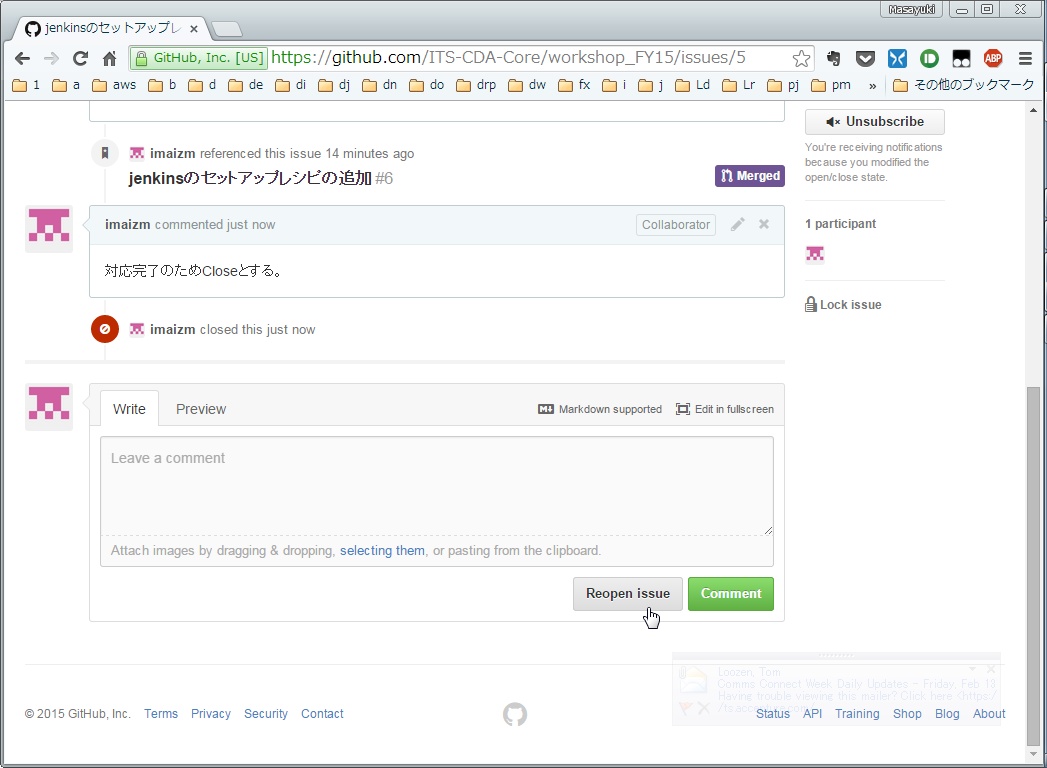 Masayuki
jenkinsのセットアップレ
GitHub, Inc. [US] https://github.com/ITS-CDA-Core/workshop_FY15/issues/5
ABP
1 a aws b d de di dj dn do drp dw fx i j Ld Lr pj pm » その他のブックマーク
Unsubscribe
You're receiving notifications
because you modified the
open/close state.
imaizm referenced this issue 14 minutes ago
jenkinsのセットアップレシピの追加 #6
Merged
imaizm commented just now
Collaborator
対応完了のためCloseとする。
1 participant
Lock issue
imaizm closed this just now
Write Preview
Markdown supported Edit in fullscreen
Leave a comment
Attach images by dragging & dropping, selecting them, or pasting from the clipboard.
Reopen issue Comment
Loozen, Tom
Comms Connect Week Daily Updates - Friday, Feb 13
Having trouble viewing this mailer? Click here <https:/
© 2015 GitHub, Inc. Terms Privacy Security Contact
Status API Training Shop Blog About